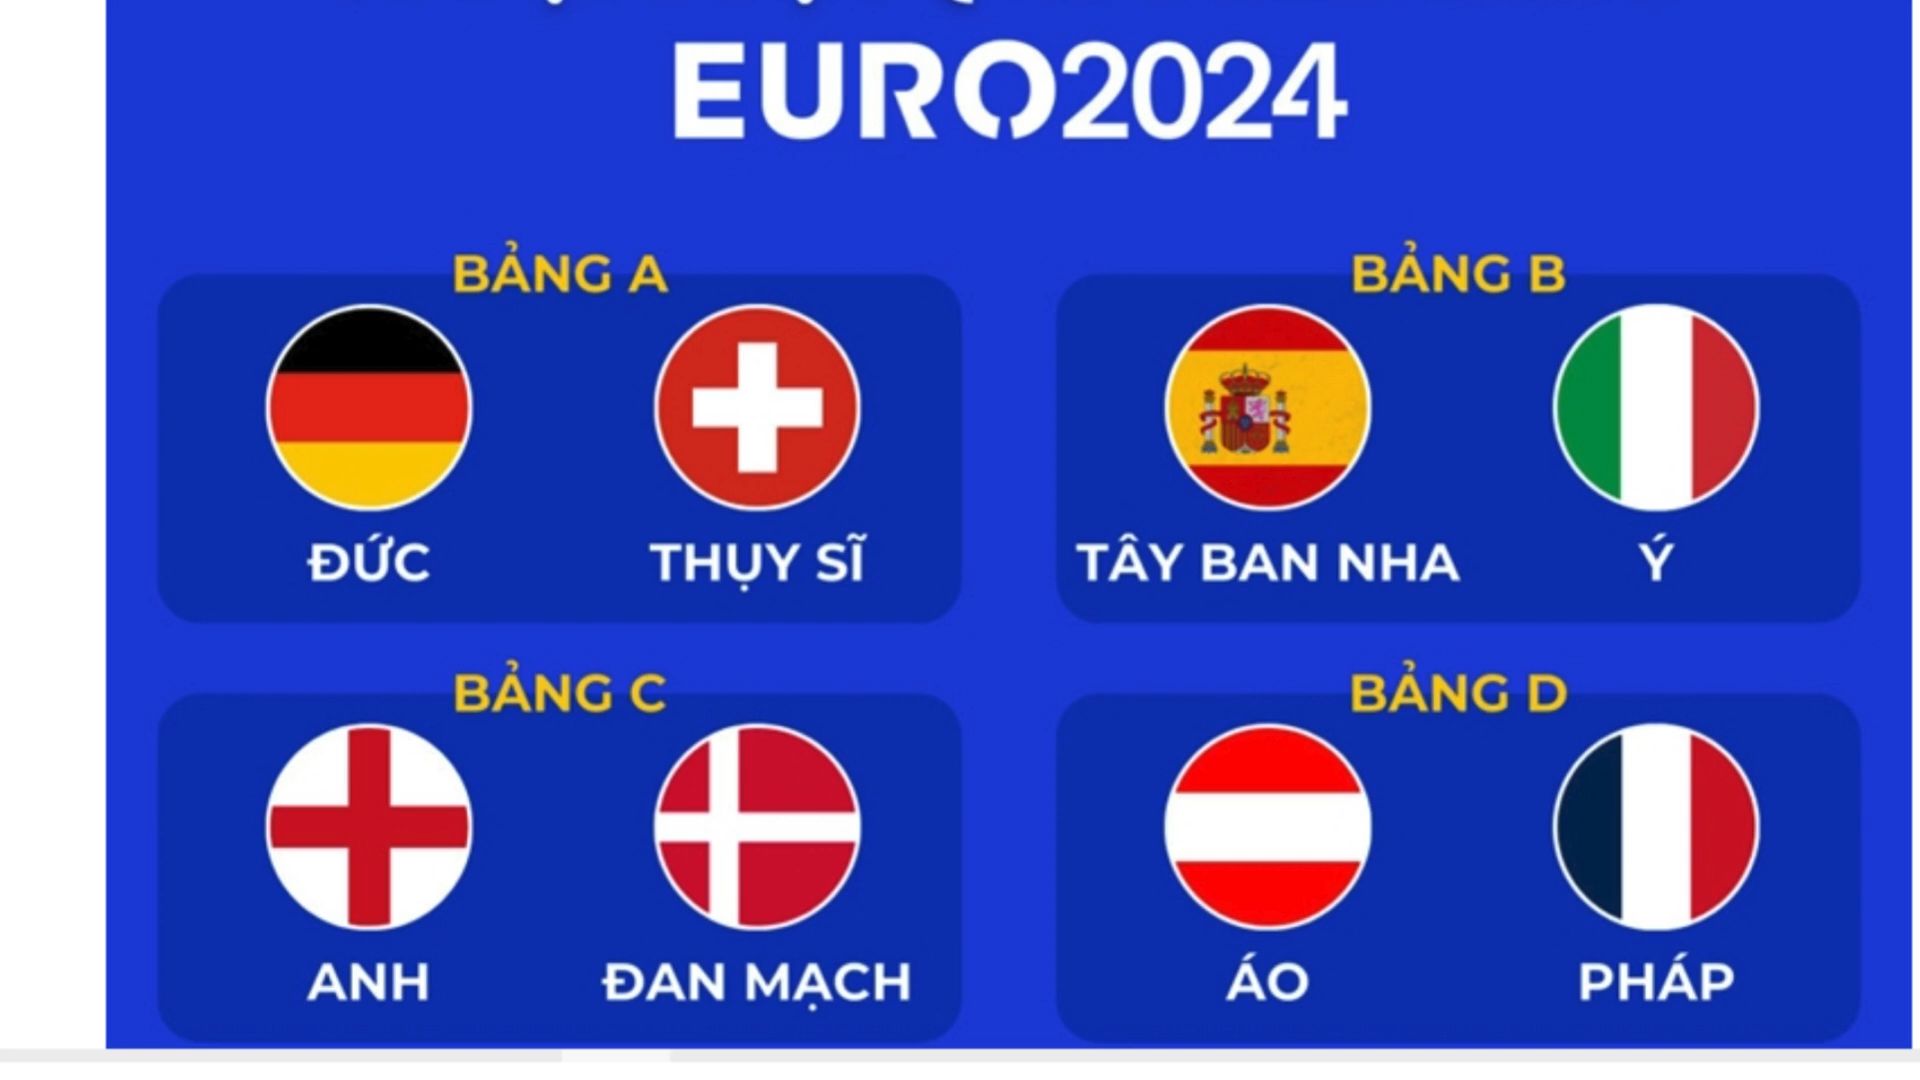 EURO2024
BẢNG A
ĐỨC
THỤY SĨ
BẢNG B
TÂY BAN NHA
Ý
BẢNG C
ANH
ĐAN MẠCH
BẢNG D
ÁO
PHÁP